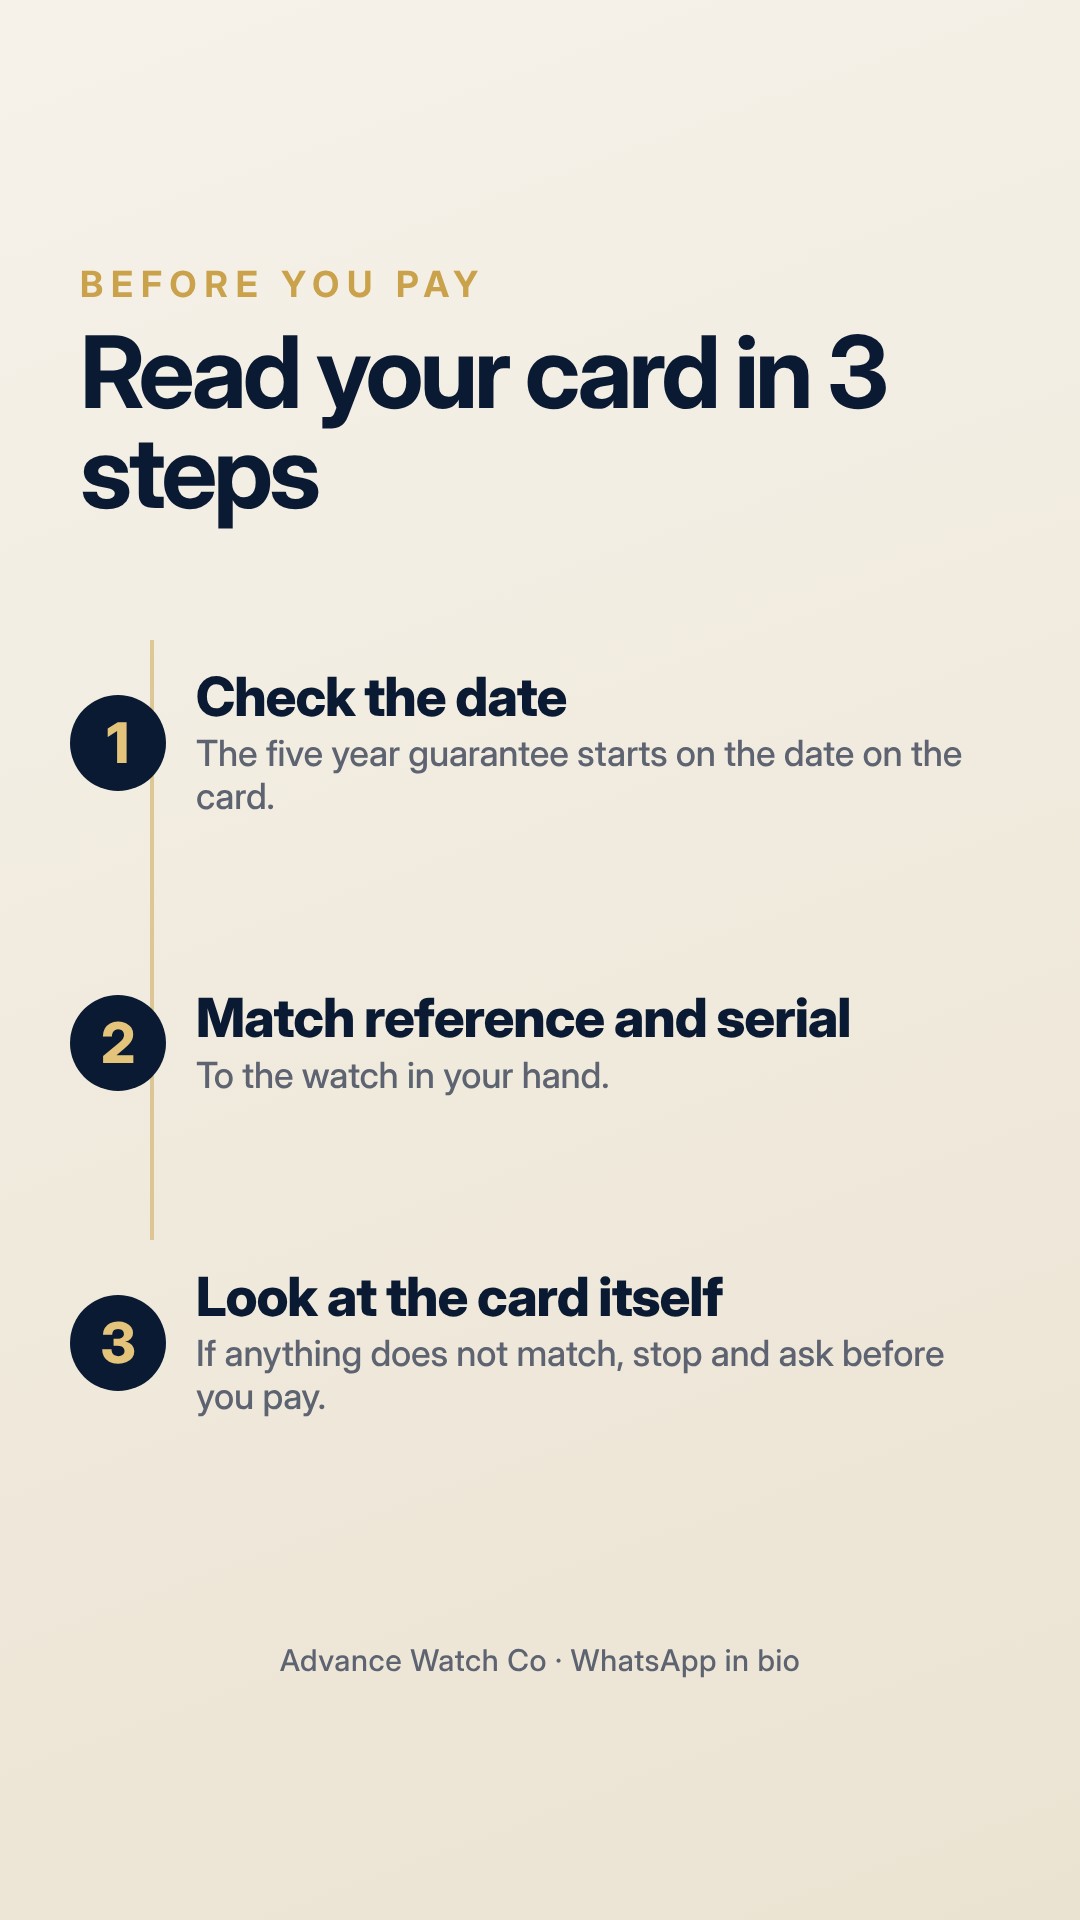 BEFORE YOU PAY
Read your card in 3
steps
1
Check the date
The five year guarantee starts on the date on the
card.
2
Match reference and serial
To the watch in your hand.
3
Look at the card itself
If anything does not match, stop and ask before
you pay.
Advance Watch Co · WhatsApp in bio